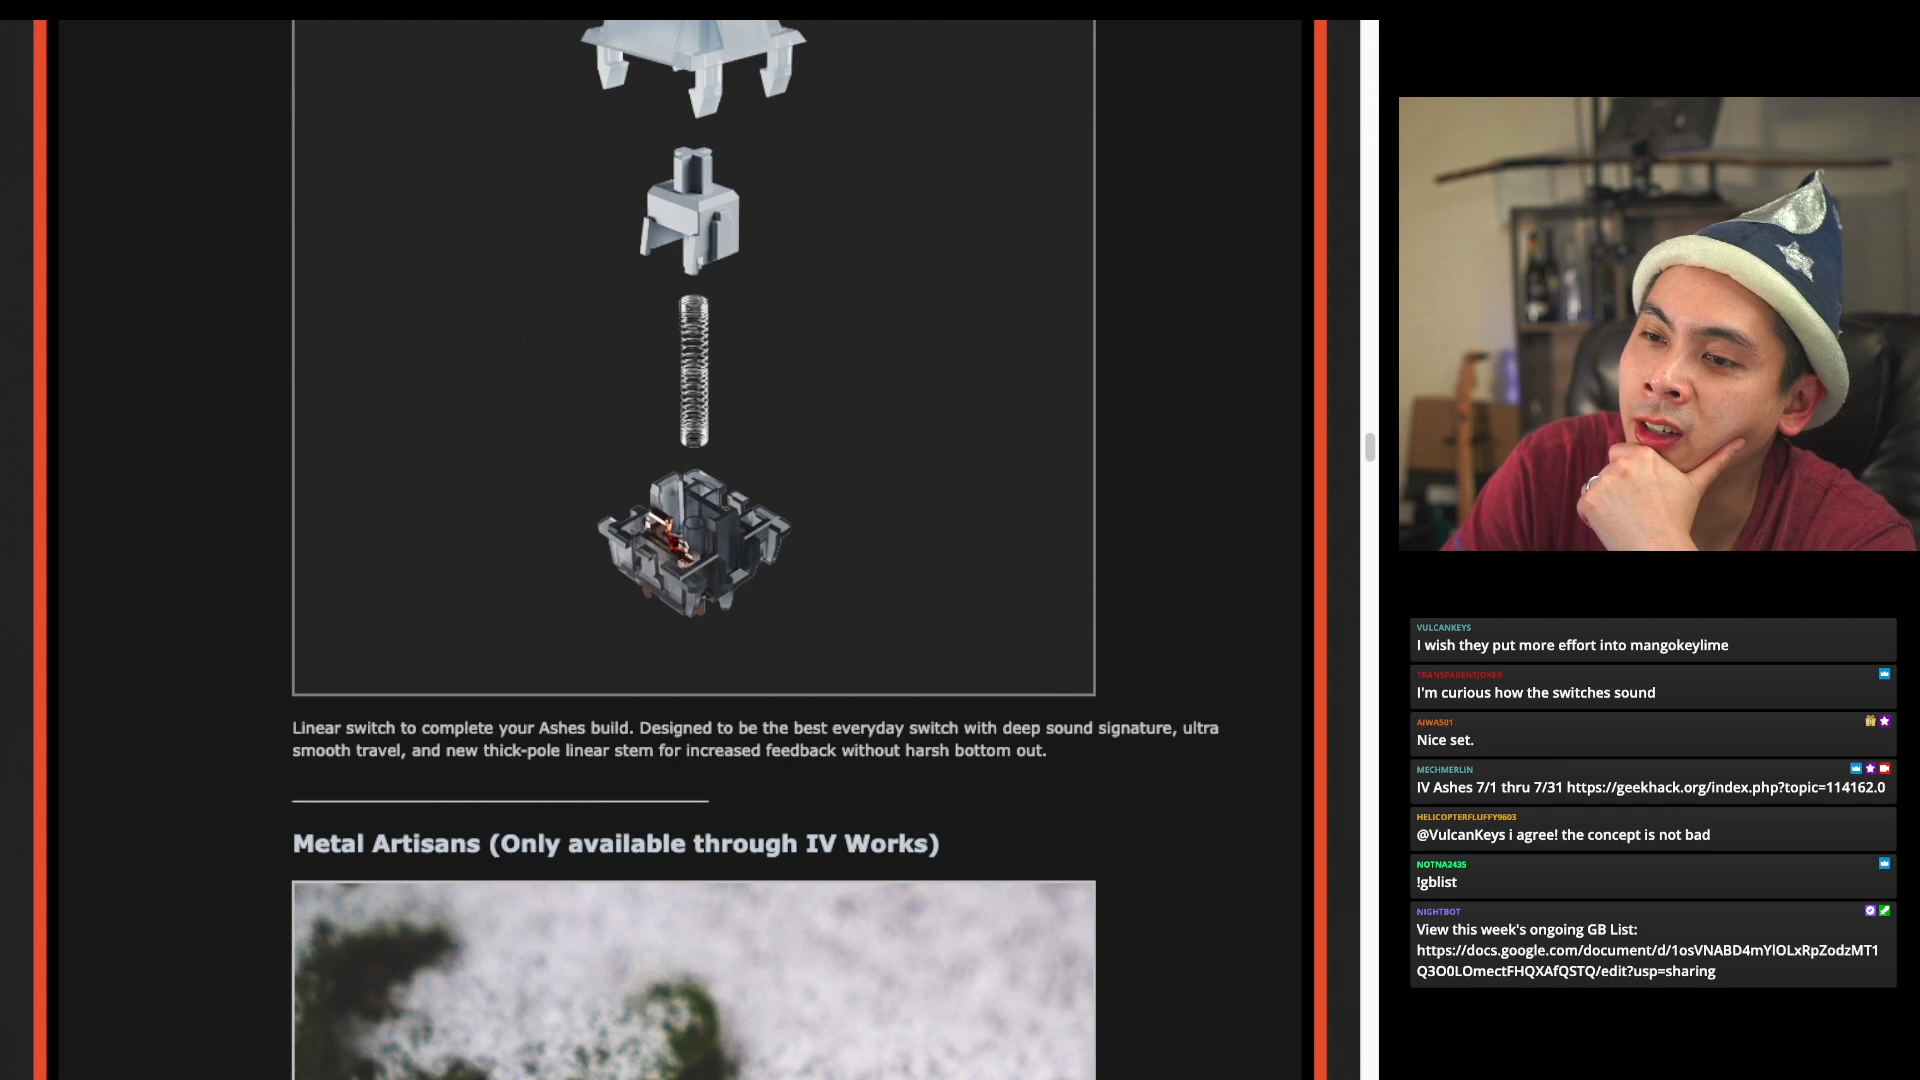 Linear switch to complete your Ashes build. Designed to be the best everyday switch with deep sound signature, ultra
smooth travel, and new thick-pole linear stem for increased feedback without harsh bottom out.
Metal Artisans (Only available through IV Works)
VULCANKEYS
I wish they put more effort into mangokeylime
TRANSPARENTJOKER
I'm curious how the switches sound
AIWA501
Nice set.
MECHMERLIN
IV Ashes 7/1 thru 7/31 https://geekhack.org/index.php?topic=114162.0
HELICOPTERFLUFFY9603
@VulcanKeys i agree! the concept is not bad
NOTNA2435
!gblist
NIGHTBOT
View this week's ongoing GB List:
https://docs.google.com/document/d/1osVNABD4mYlOLxRpZodzMT1
Q3O0LOmectFHQXAfQSTQ/edit?usp=sharing